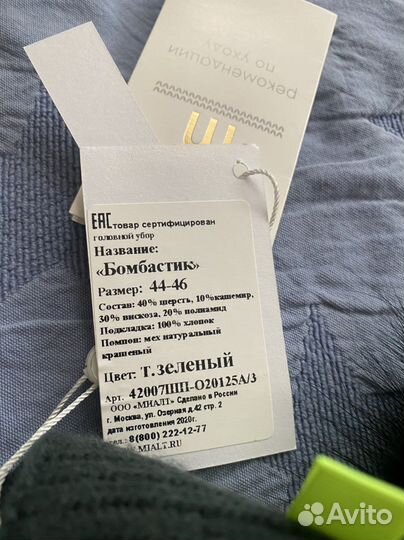 рекомендации
по уходу
EAC товар сертифицирован
головной убор
Название:
«Бомбастик»
Размер: 44-46
Состав: 40% шерсть, 10%кашемир,
30% вискоза, 20% полиамид
Подкладка: 100% хлопок
Помпон: мех натуральный
крашеный
Цвет: т.зеленый
Арт. 42007ШП-О20125А/3
ООО «МИАЛТ» Сделано в России
г. Москва, ул. Озерная д.42 стр. 2
дата изготовления 2020г.
тел.: 8(800) 222-12-77
MIALT.RU
Avito